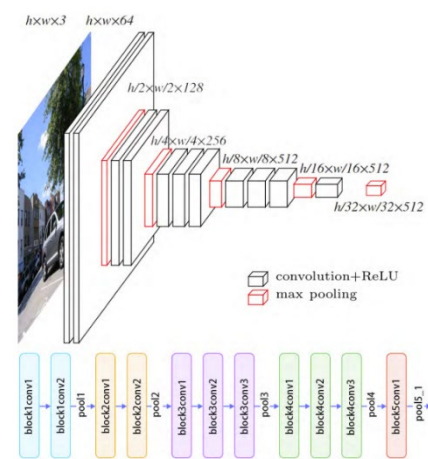 h×w×3
h×w×64
h/2×w/2×128
h/4×w/4×256
h/8×w/8×512
h/16×w/16×512
h/32×w/32×512
convolution+ReLU
max pooling
block1conv1
block1conv2
pool1
block2conv1
block2conv2
pool2
block3conv1
block3conv2
block3conv3
pool3
block4conv1
block4conv2
block4conv3
pool4
block5conv1
pool5_1